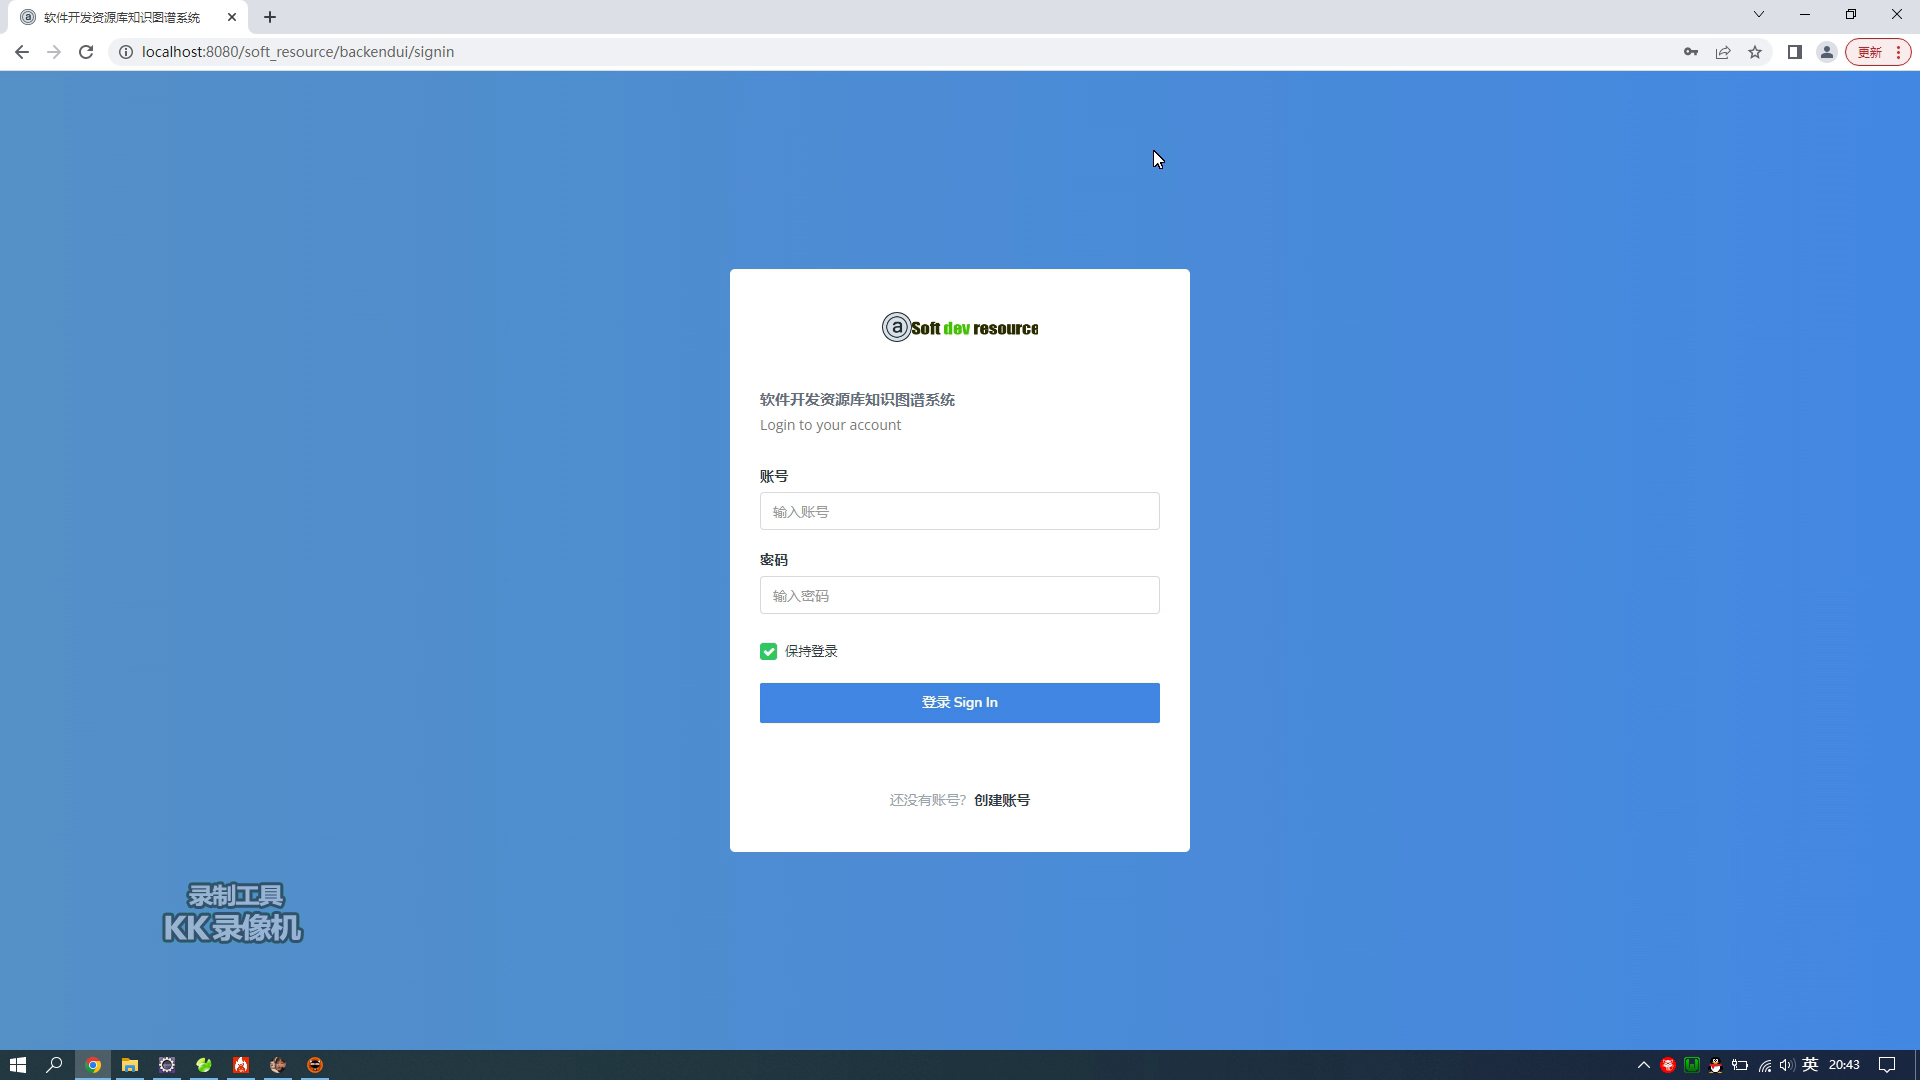 软件开发资源库知识图谱系统
localhost:8080/soft_resource/backendui/signin
更新
a Soft dev resource
软件开发资源库知识图谱系统
Login to your account
账号
输入账号
密码
输入密码
保持登录
登录 Sign In
还没有账号? 创建账号
录制工具
KK录像机
英 20:43